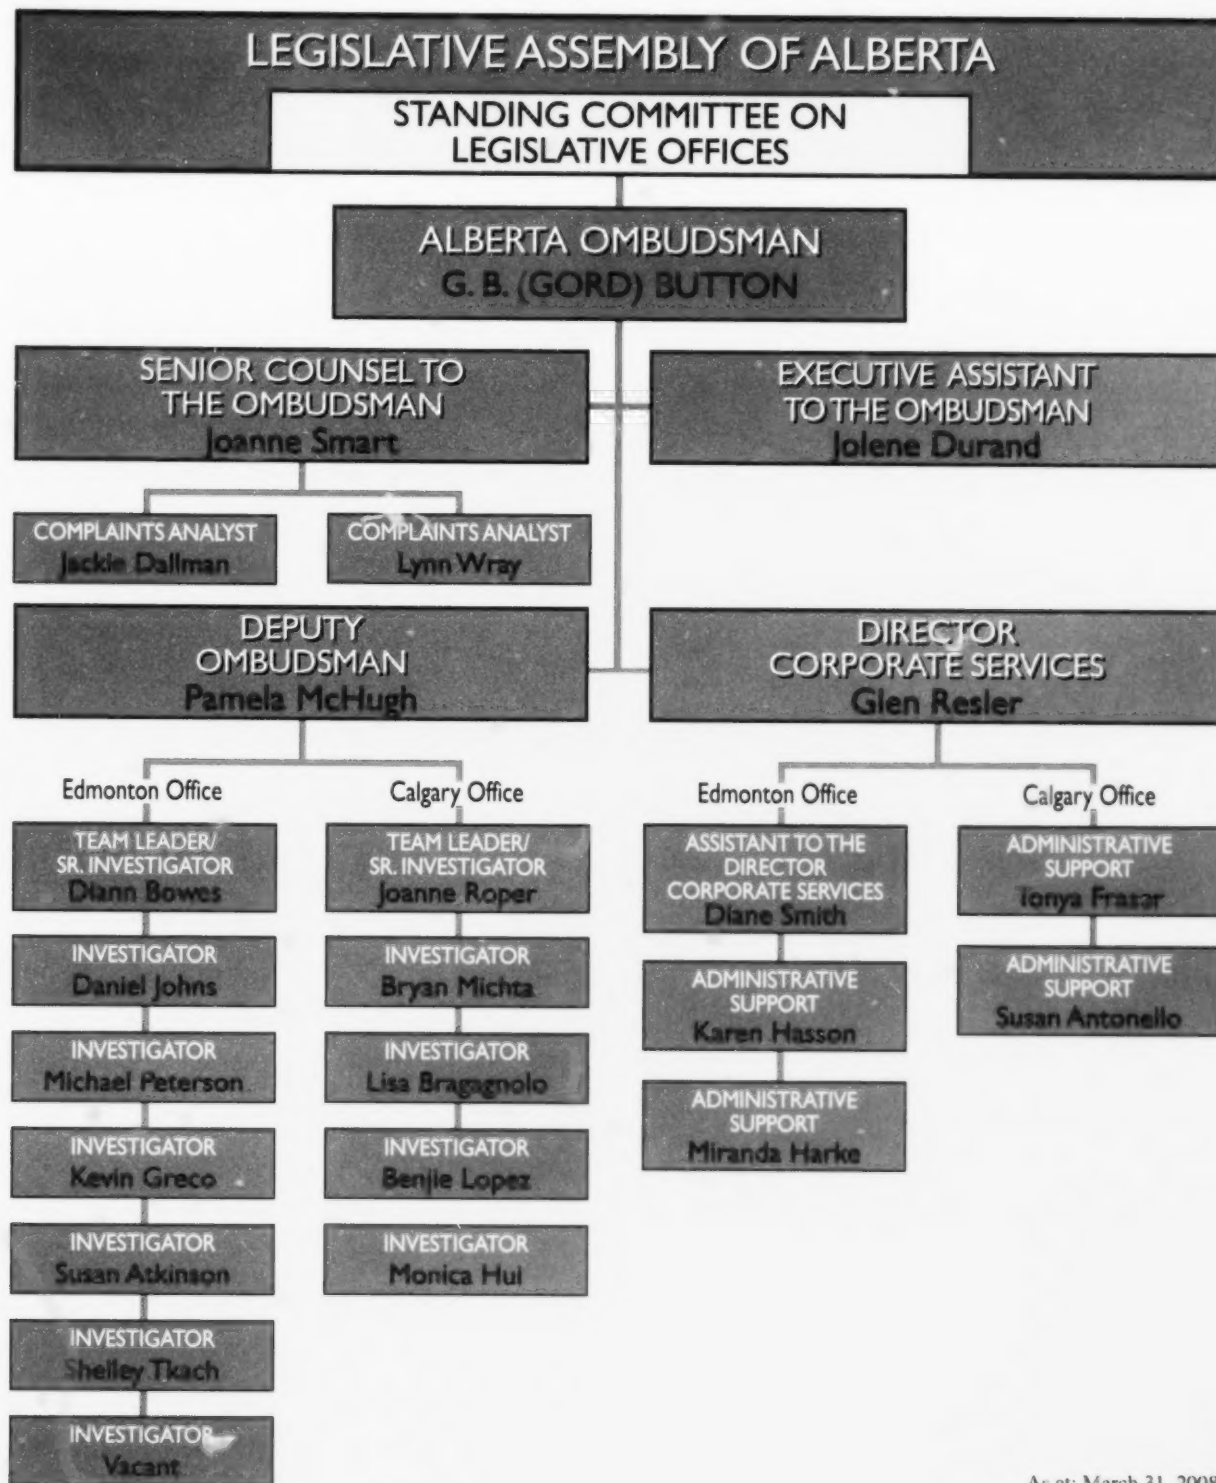 LEGISLATIVE ASSEMBLY OF ALBERTA
STANDING COMMITTEE ON
LEGISLATIVE OFFICES
ALBERTA OMBUDSMAN
G. B. (GORD) BUTTON
SENIOR COUNSEL TO
THE OMBUDSMAN
Joanne Smart
EXECUTIVE ASSISTANT
TO THE OMBUDSMAN
Jolene Durand
COMPLAINTS ANALYST
Jackie Dallman
COMPLAINTS ANALYST
Lynn Wray
DEPUTY
OMBUDSMAN
Pamela McHugh
DIRECTOR
CORPORATE SERVICES
Glen Resler
Edmonton Office
TEAM LEADER/
SR. INVESTIGATOR
Diann Bowes
INVESTIGATOR
Daniel Johns
INVESTIGATOR
Michael Peterson
INVESTIGATOR
Kevin Greco
INVESTIGATOR
Susan Atkinson
INVESTIGATOR
Shelley Tkach
INVESTIGATOR
Vacant
Calgary Office
TEAM LEADER/
SR. INVESTIGATOR
Joanne Roper
INVESTIGATOR
Bryan Michta
INVESTIGATOR
Lisa Bragagnolo
INVESTIGATOR
Benjie Lopez
INVESTIGATOR
Monica Hui
Edmonton Office
ASSISTANT TO THE
DIRECTOR
CORPORATE SERVICES
Diane Smith
ADMINISTRATIVE
SUPPORT
Karen Hasson
ADMINISTRATIVE
SUPPORT
Miranda Harke
Calgary Office
ADMINISTRATIVE
SUPPORT
Tonya Frasar
ADMINISTRATIVE
SUPPORT
Susan Antonello
As at: March 31, 2008